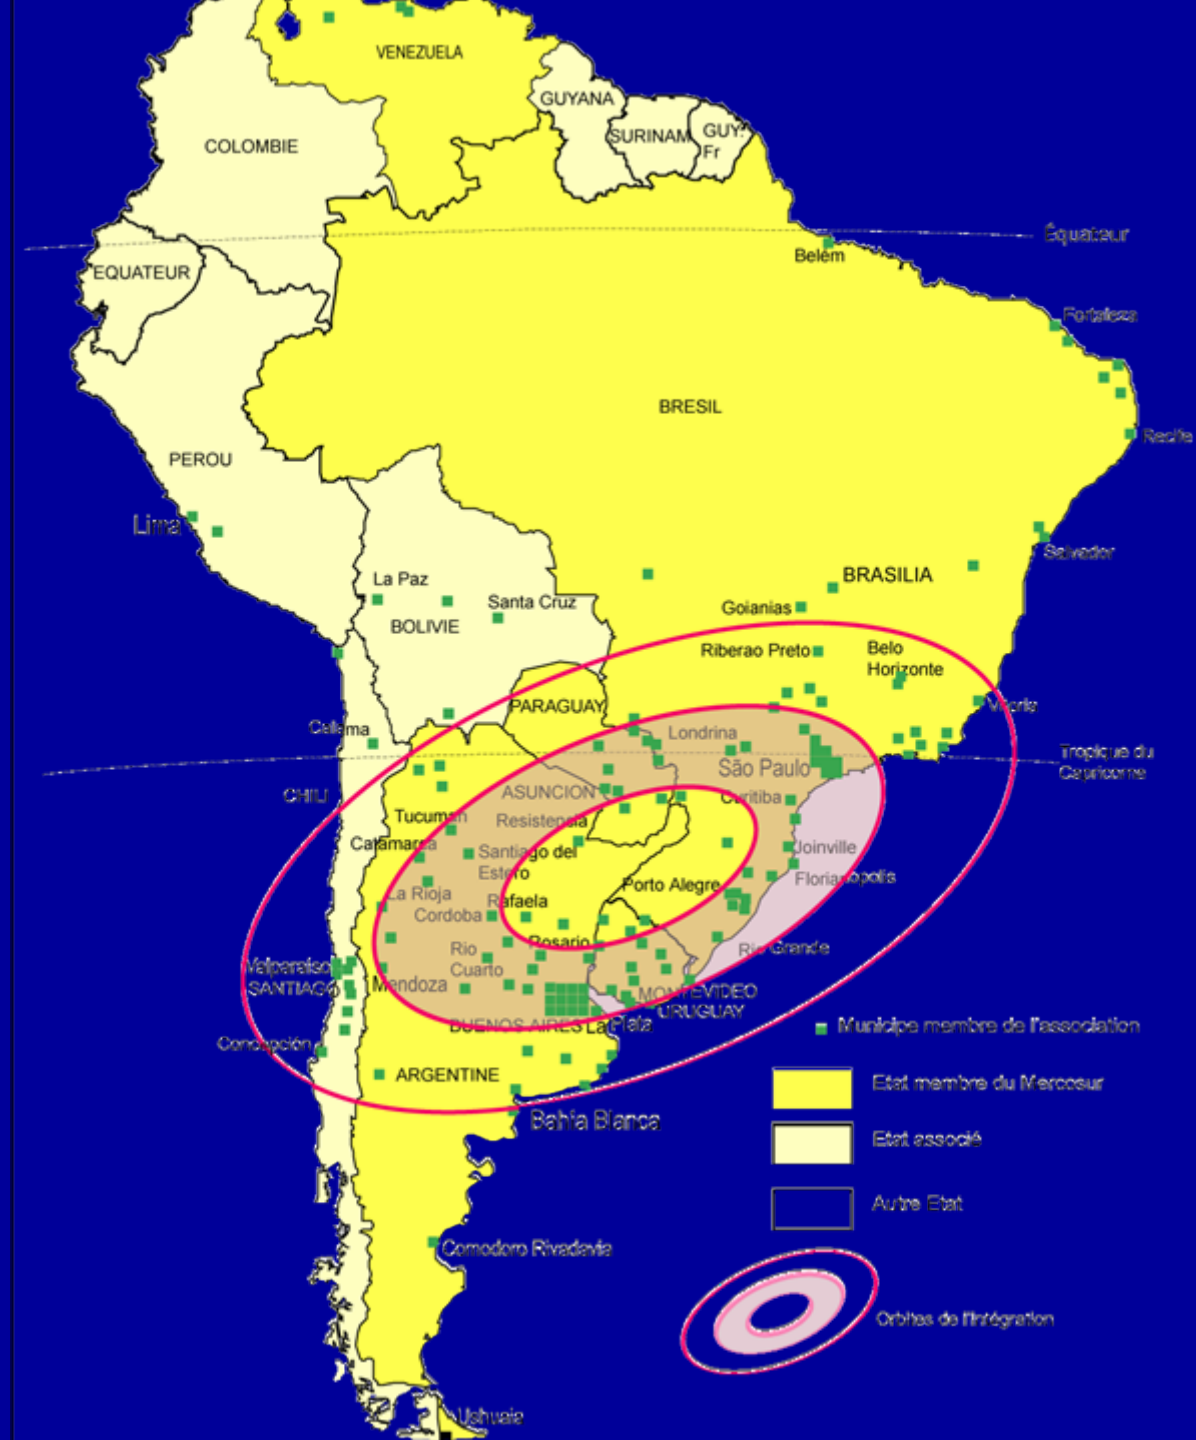 VENEZUELA
GUYANA
SURINAM
GUY.
Fr
COLOMBIE
Équateur
Belém
EQUATEUR
Fortaleza
BRESIL
Recife
PEROU
Lima
Salvador
BRASILIA
La Paz
Santa Cruz
Goianias
BOLIVIE
Riberao Preto
Belo
Horizonte
PARAGUAY
Vitoria
Calama
Londrina
Tropique du
Capricorne
São Paulo
CHILI
ASUNCION
Curitiba
Tucuman
Resistencia
Catamarca
Santiago del
Estero
Joinville
Florianopolis
Porto Alegre
La Rioja
Rafaela
Cordoba
Rosario
Rio
Cuarto
Rio Grande
Valparaiso
SANTIAGO
Mendoza
MONTEVIDEO
URUGUAY
BUENOS AIRES
La Plata
Concepción
ARGENTINE
Bahia Blanca
Municipe membre de l'association
Etat membre du Mercosur
Etat associé
Autre Etat
Comodoro Rivadavia
Orbites de l'Intégration
Ushuaia